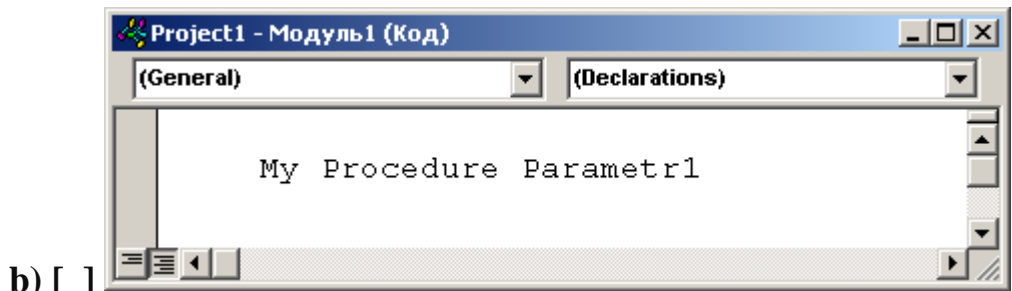 Project1 - Модуль1 (Код)
(General) (Declarations)
My Procedure Parametr1
b) [ ]